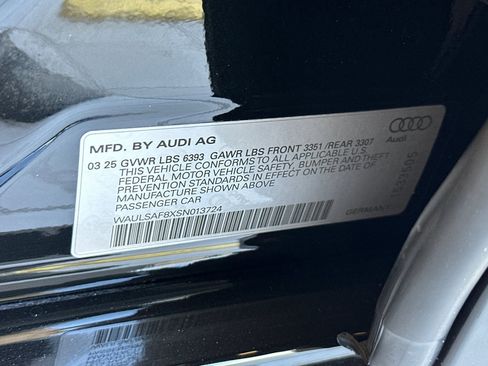 MFD. BY AUDI AG
Audi
03 25 GVWR LBS 6393 GAWR LBS FRONT 3351 /REAR 3307
THIS VEHICLE CONFORMS TO ALL APPLICABLE U.S.
FEDERAL MOTOR VEHICLE SAFETY, BUMPER AND THEFT
PREVENTION STANDARDS IN EFFECT ON THE DATE OF
MANUFACTURE SHOWN ABOVE
PASSENGER CAR
WAULSAF8XSN013724
GERMANY